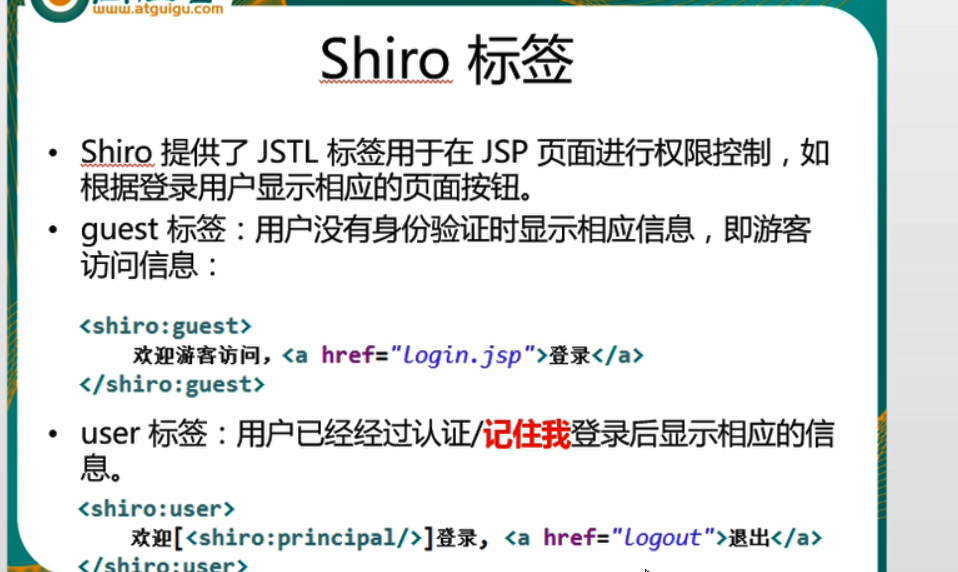 www.atguigu.com
Shiro 标签
• Shiro 提供了 JSTL 标签用于在 JSP 页面进行权限控制，如
根据登录用户显示相应的页面按钮。
• guest 标签：用户没有身份验证时显示相应信息，即游客
访问信息：
<shiro:guest>
欢迎游客访问，<a href="login.jsp">登录</a>
</shiro:guest>
• user 标签：用户已经经过认证/记住我登录后显示相应的信
息。
<shiro:user>
欢迎[<shiro:principal/>]登录，<a href="logout">退出</a>
</shiro:user>